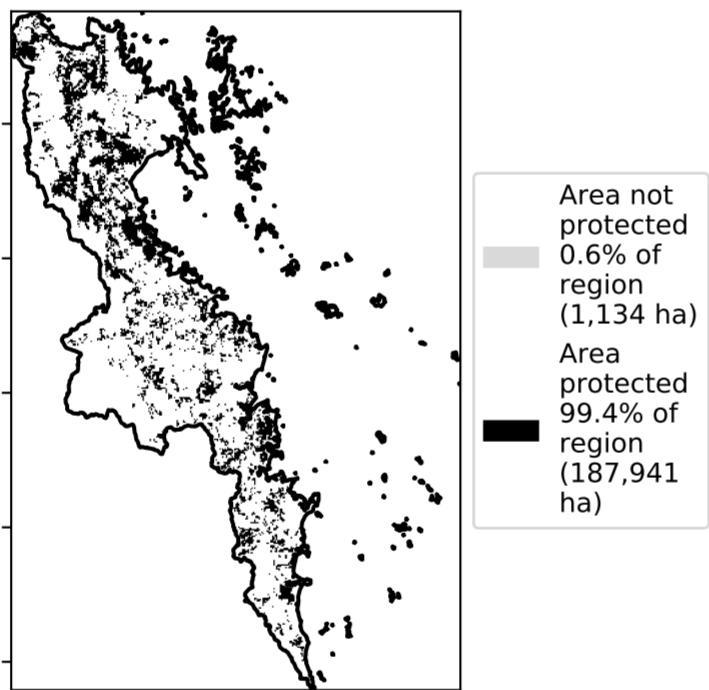 Area not
protected
0.6% of
region
(1,134 ha)
Area
protected
99.4% of
region
(187,941
ha)